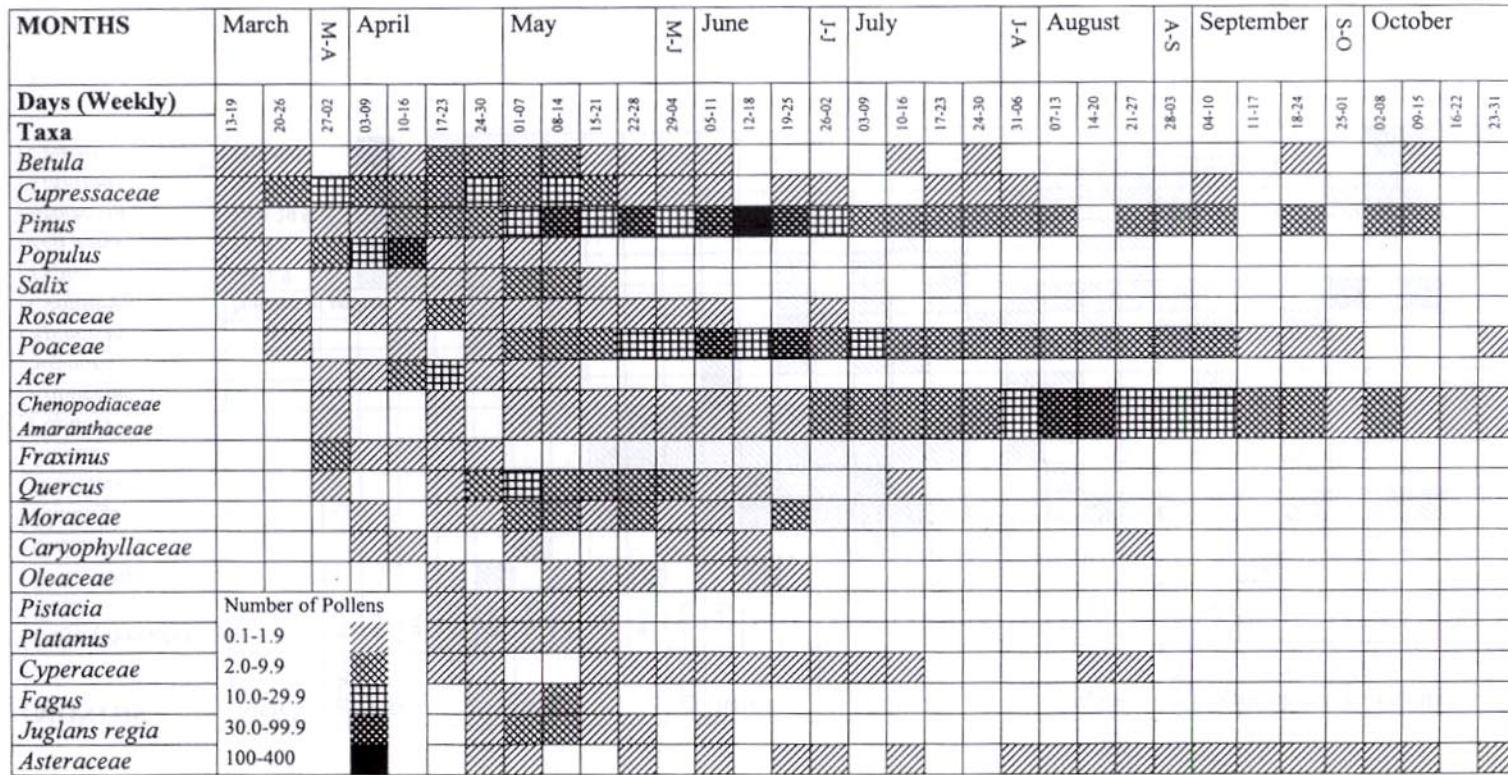 MONTHS March M-A April May M-J June J-J July J-A August A-S September S-O October
Days (Weekly) 13-19 20-26 27-02 03-09 10-16 17-23 24-30 01-07 08-14 15-21 22-28 29-04 05-11 12-18 19-25 26-02 03-09 10-16 17-23 24-30 31-06 07-13 14-20 21-27 28-03 04-10 11-17 18-24 25-01 02-08 09-15 16-22 23-31
Taxa
Betula
Cupressaceae
Pinus
Populus
Salix
Rosaceae
Poaceae
Acer
Chenopodiaceae
Amaranthaceae
Fraxinus
Quercus
Moraceae
Caryophyllaceae
Oleaceae
Pistacia
Platanus
Cyperaceae
Fagus
Juglans regia
Asteraceae
Number of Pollens
0.1-1.9
2.0-9.9
10.0-29.9
30.0-99.9
100-400